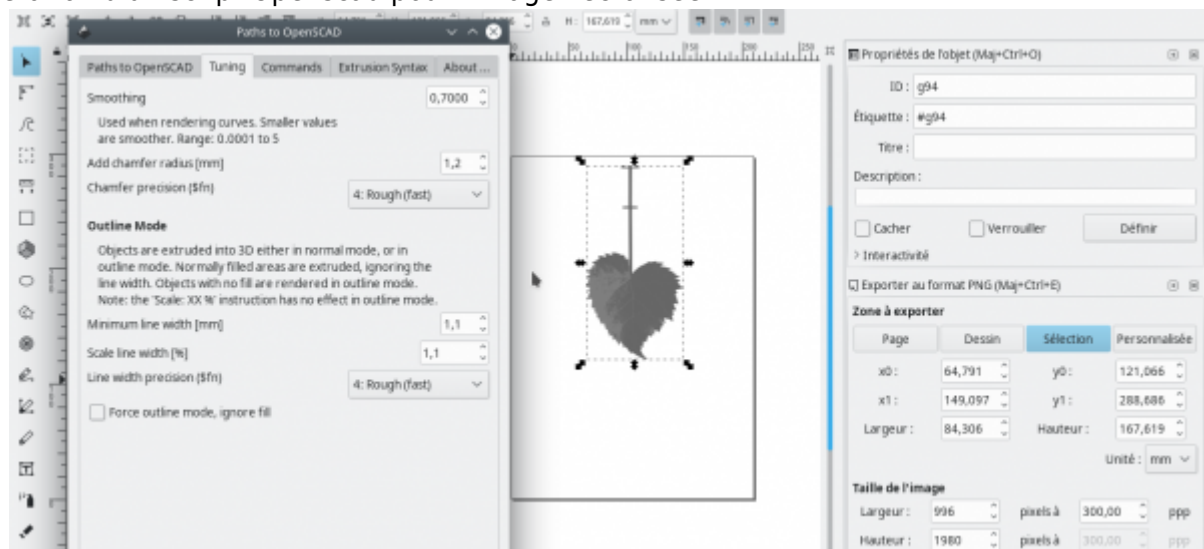 H: 167,619 mm
Paths to OpenSCAD
Paths to OpenSCAD Tuning Commands Extrusion Syntax About ...
Smoothing 0,7000
Used when rendering curves. Smaller values
are smoother. Range: 0.0001 to 5
Add chamfer radius [mm] 1,2
Chamfer precision ($fn) 4: Rough (fast)
Outline Mode
Objects are extruded into 3D either in normal mode, or in
outline mode. Normally filled areas are extruded, ignoring the
line width. Objects with no fill are rendered in outline mode.
Note: the 'Scale: XX %' instruction has no effect in outline mode.
Minimum line width [mm] 1,1
Scale line width [%] 1,1
Line width precision ($fn) 4: Rough (fast)
Force outline mode, ignore fill
Propriétés de l'objet (Maj+Ctrl+O)
ID : g94
Étiquette : #g94
Titre :
Description :
Cacher Verrouiller Définir
> Interactivité
Exporter au format PNG (Maj+Ctrl+E)
Zone à exporter
Page Dessin Sélection Personnalisée
x0 : 64,791 y0 : 121,066
x1 : 149,097 y1 : 288,686
Largeur : 84,306 Hauteur : 167,619
Unité : mm
Taille de l'image
Largeur : 996 pixels à 300,00 ppp
Hauteur : 1980 pixels à 300,00 ppp